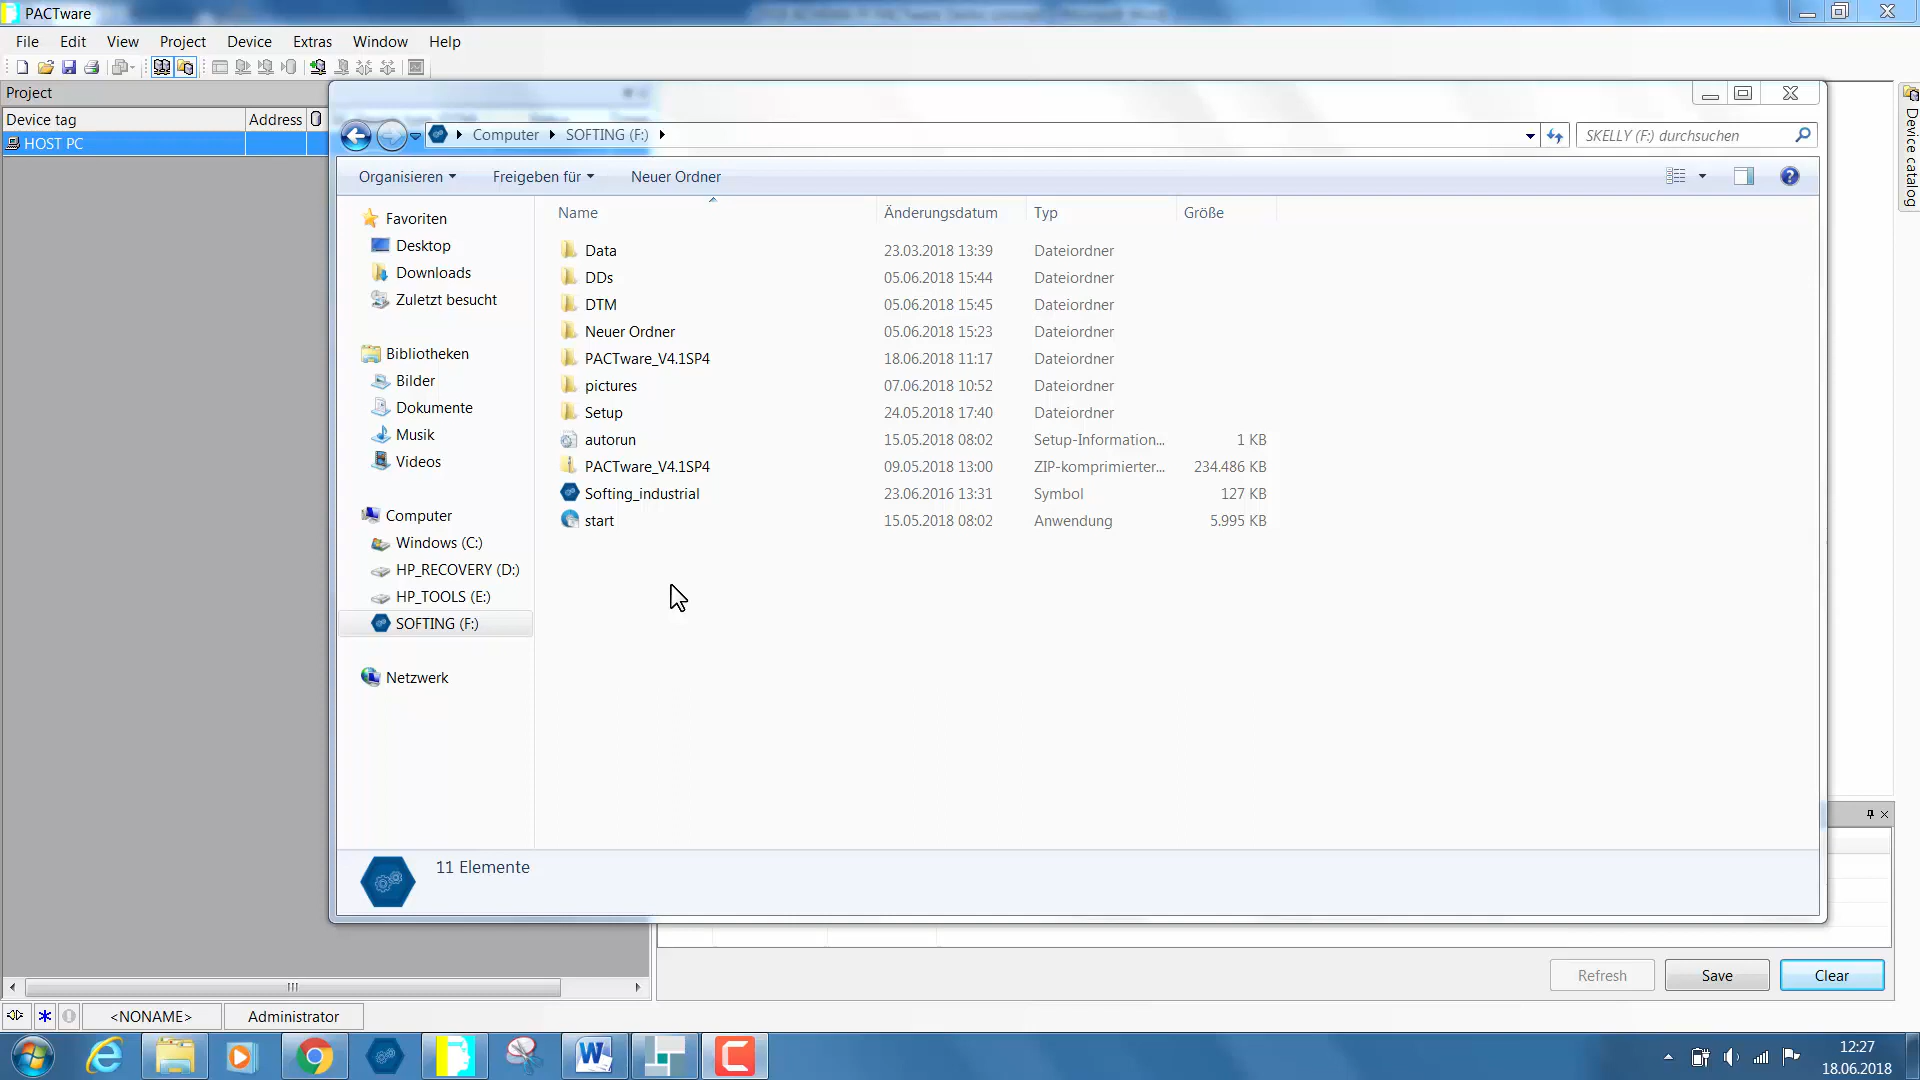 PACTware
File Edit View Project Device Extras Window Help
Project
Device tag Address
HOST PC
Computer SOFTING (F:)
SKELLY (F:) durchsuchen
Organisieren Freigeben für Neuer Ordner
Name Änderungsdatum Typ Größe
Favoriten
Desktop
Downloads
Zuletzt besucht
Bibliotheken
Bilder
Dokumente
Musik
Videos
Computer
Windows (C:)
HP_RECOVERY (D:)
HP_TOOLS (E:)
SOFTING (F:)
Netzwerk
Data 23.03.2018 13:39 Dateiordner
DDs 05.06.2018 15:44 Dateiordner
DTM 05.06.2018 15:45 Dateiordner
Neuer Ordner 05.06.2018 15:23 Dateiordner
PACTware_V4.1SP4 18.06.2018 11:17 Dateiordner
pictures 07.06.2018 10:52 Dateiordner
Setup 24.05.2018 17:40 Dateiordner
autorun 15.05.2018 08:02 Setup-Information... 1 KB
PACTware_V4.1SP4 09.05.2018 13:00 ZIP-komprimierter... 234.486 KB
Softing_industrial 23.06.2016 13:31 Symbol 127 KB
start 15.05.2018 08:02 Anwendung 5.995 KB
11 Elemente
Device catalog
Refresh Save Clear
<NONAME> Administrator
12:27
18.06.2018